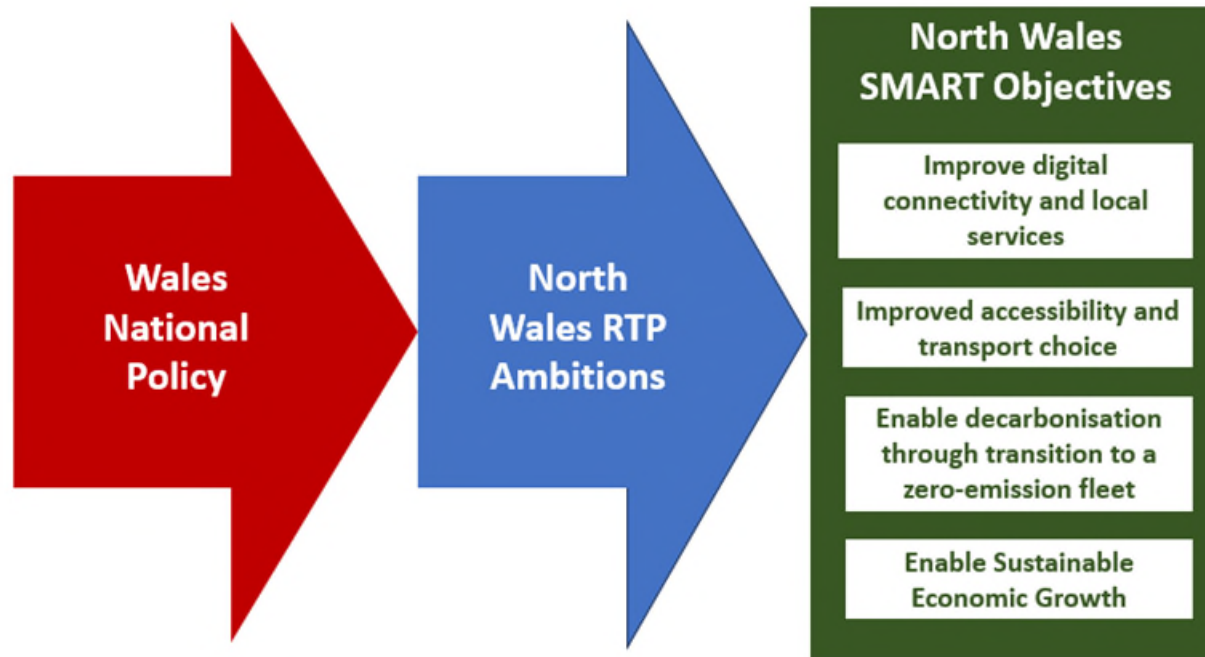 Wales
National
Policy
North
Wales RTP
Ambitions
North Wales
SMART Objectives
Improve digital
connectivity and local
services
Improved accessibility and
transport choice
Enable decarbonisation
through transition to a
zero-emission fleet
Enable Sustainable
Economic Growth